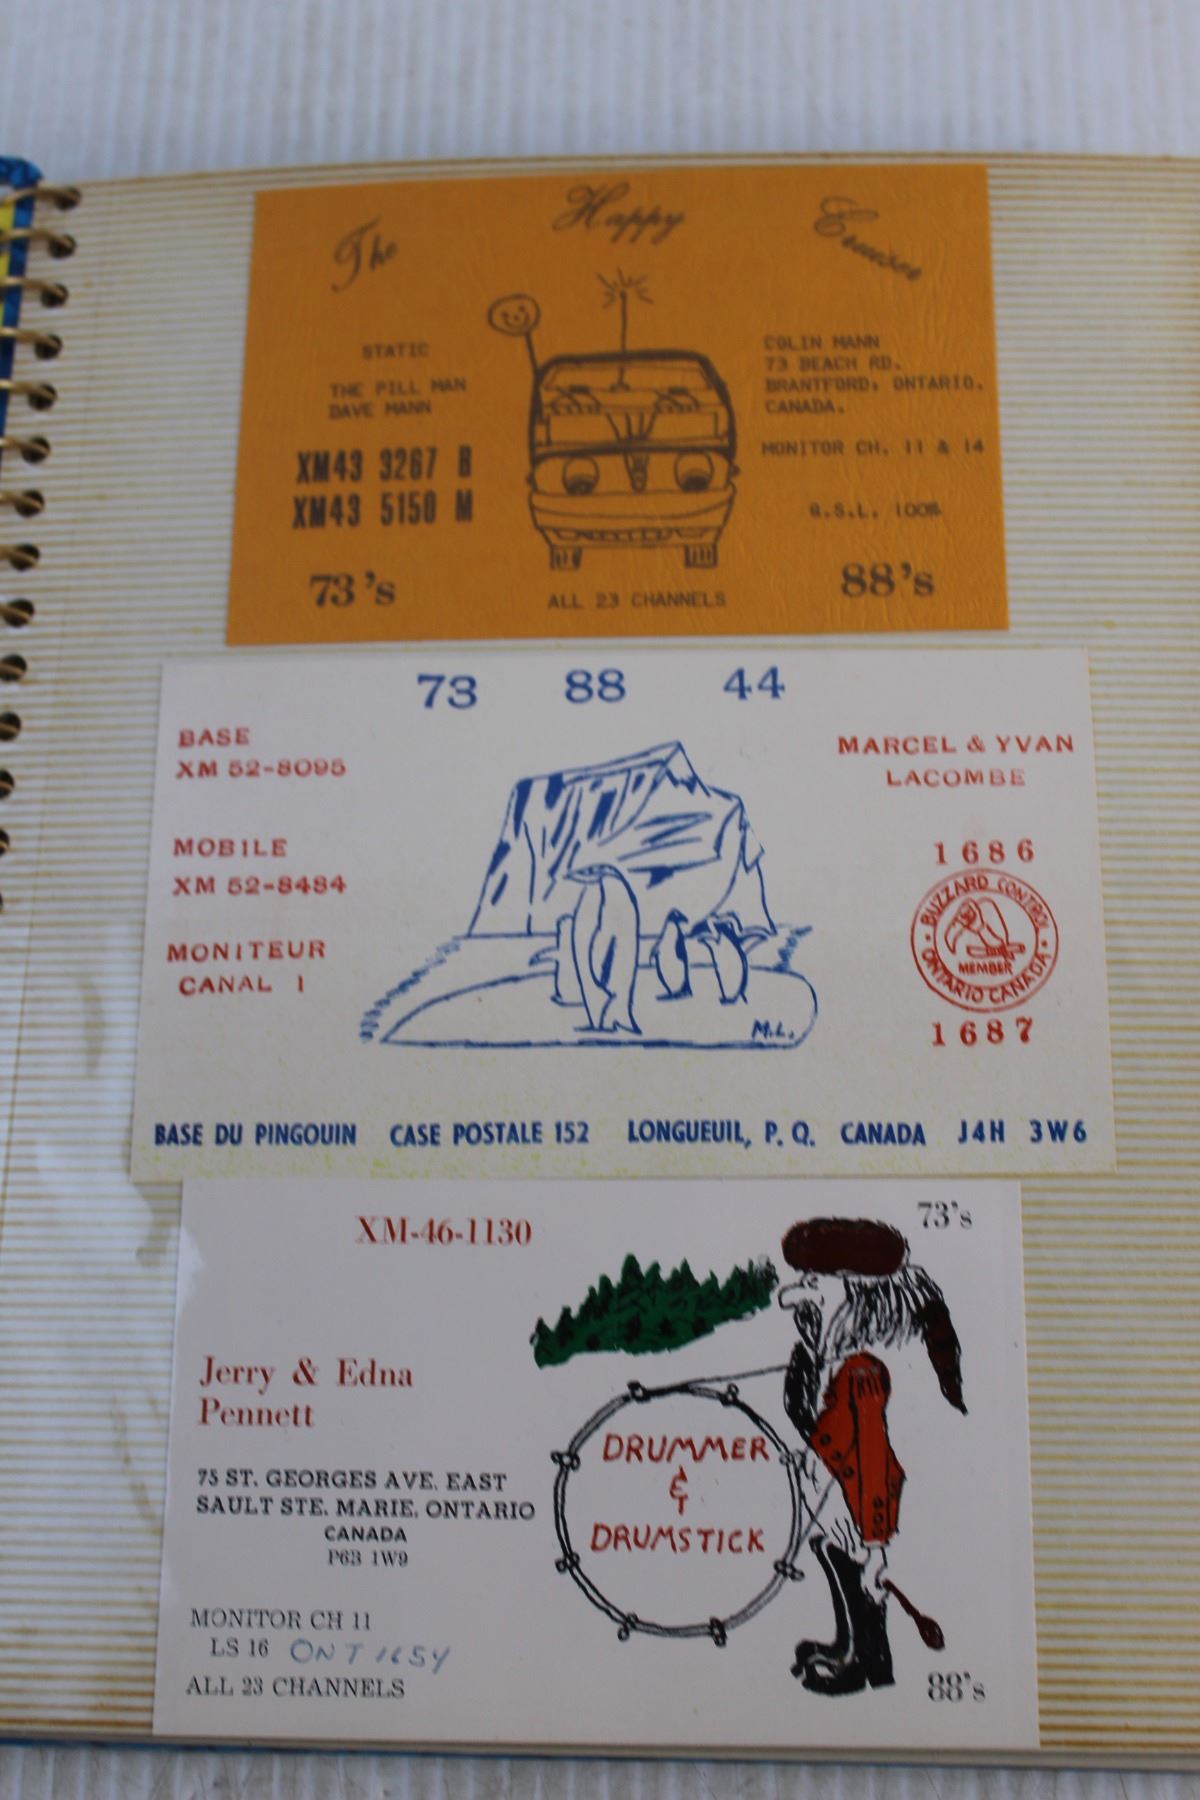 The Happy Cruiser
STATIC
THE PILL MAN
DAVE MANN
XM43 3267 B
XM43 5150 M
73's
COLIN MANN
73 BEACH RD.
BRANTFORD, ONTARIO.
CANADA.
MONITOR CH. 11 & 14
Q.S.L. 100%
88's
ALL 23 CHANNELS
73 88 44
BASE
XM 52-8095
MOBILE
XM 52-8484
MONITEUR
CANAL 1
MARCEL & YVAN
LACOMBE
1686
BUZZARD CONTROL
MEMBER
ONTARIO CANADA
1687
M.L.
BASE DU PINGOUIN CASE POSTALE 152 LONGUEUIL, P. Q. CANADA J4H 3W6
XM-46-1130
73's
Jerry & Edna
Pennett
75 ST. GEORGES AVE. EAST
SAULT STE. MARIE, ONTARIO
CANADA
P6B 1W9
MONITOR CH 11
LS 16 ONT 1654
ALL 23 CHANNELS
DRUMMER
&
DRUMSTICK
88's